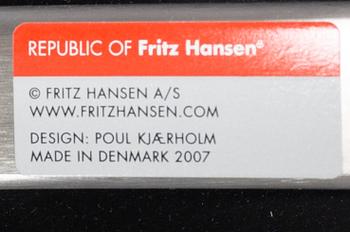 REPUBLIC OF Fritz Hansen®
© FRITZ HANSEN A/S
WWW.FRITZHANSEN.COM
DESIGN: POUL KJÆRHOLM
MADE IN DENMARK 2007